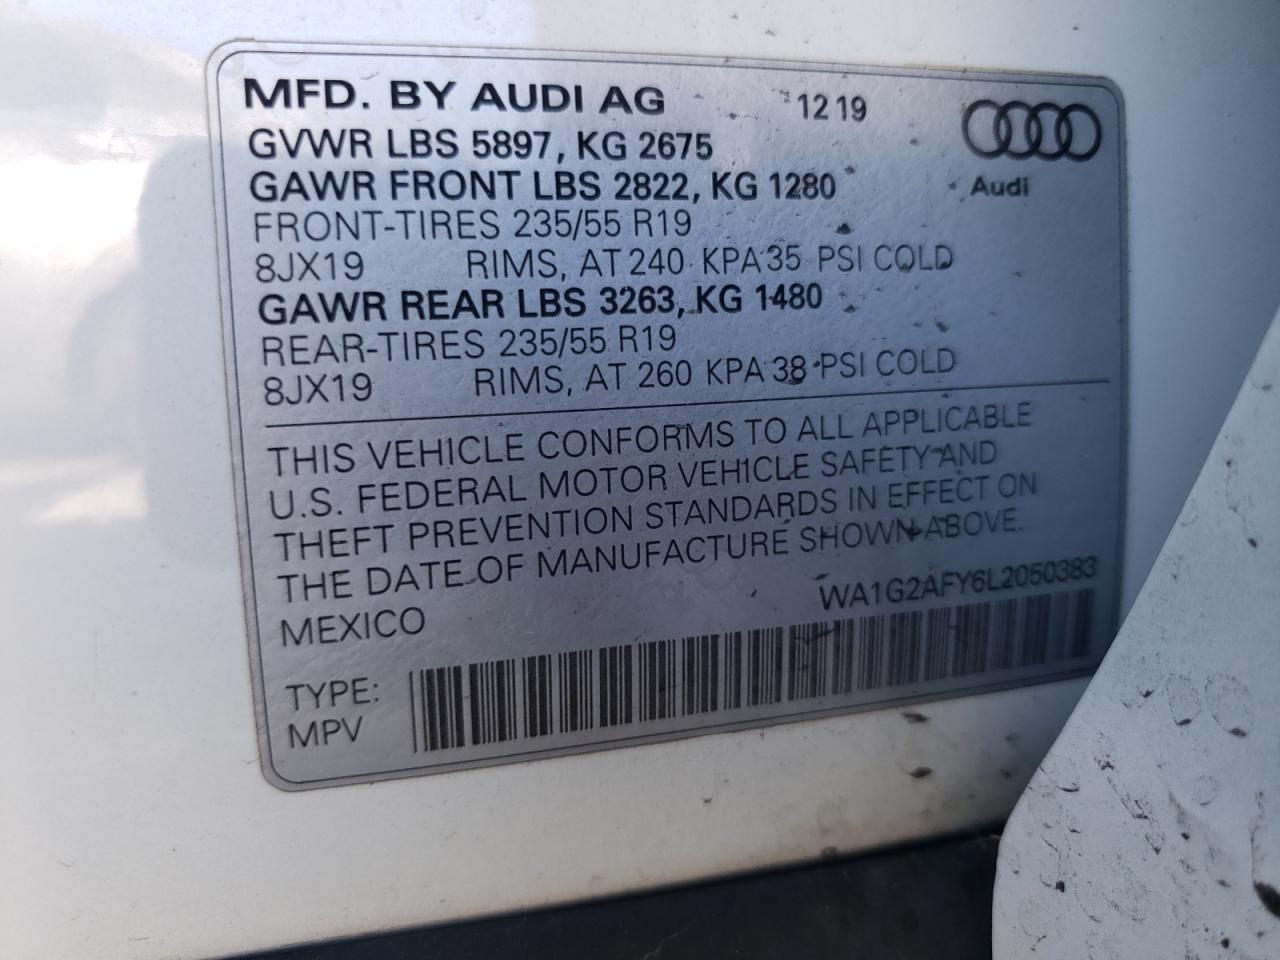 MFD. BY AUDI AG 12 19
GVWR LBS 5897, KG 2675
GAWR FRONT LBS 2822, KG 1280
Audi
FRONT-TIRES 235/55 R19
8JX19 RIMS, AT 240 KPA 35 PSI COLD
GAWR REAR LBS 3263, KG 1480
REAR-TIRES 235/55 R19
8JX19 RIMS, AT 260 KPA 38 PSI COLD
THIS VEHICLE CONFORMS TO ALL APPLICABLE
U.S. FEDERAL MOTOR VEHICLE SAFETY AND
THEFT PREVENTION STANDARDS IN EFFECT ON
THE DATE OF MANUFACTURE SHOWN ABOVE.
WA1G2AFY6L2050383
MEXICO
TYPE:
MPV